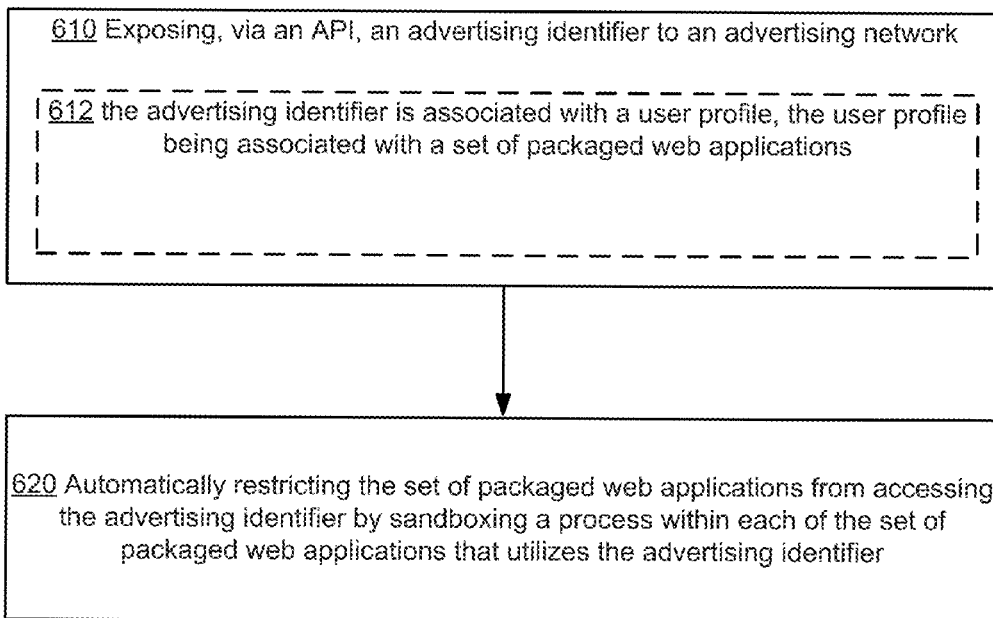 610 Exposing, via an API, an advertising identifier to an advertising network
612 the advertising identifier is associated with a user profile, the user profile
being associated with a set of packaged web applications
620 Automatically restricting the set of packaged web applications from accessing
the advertising identifier by sandboxing a process within each of the set of
packaged web applications that utilizes the advertising identifier